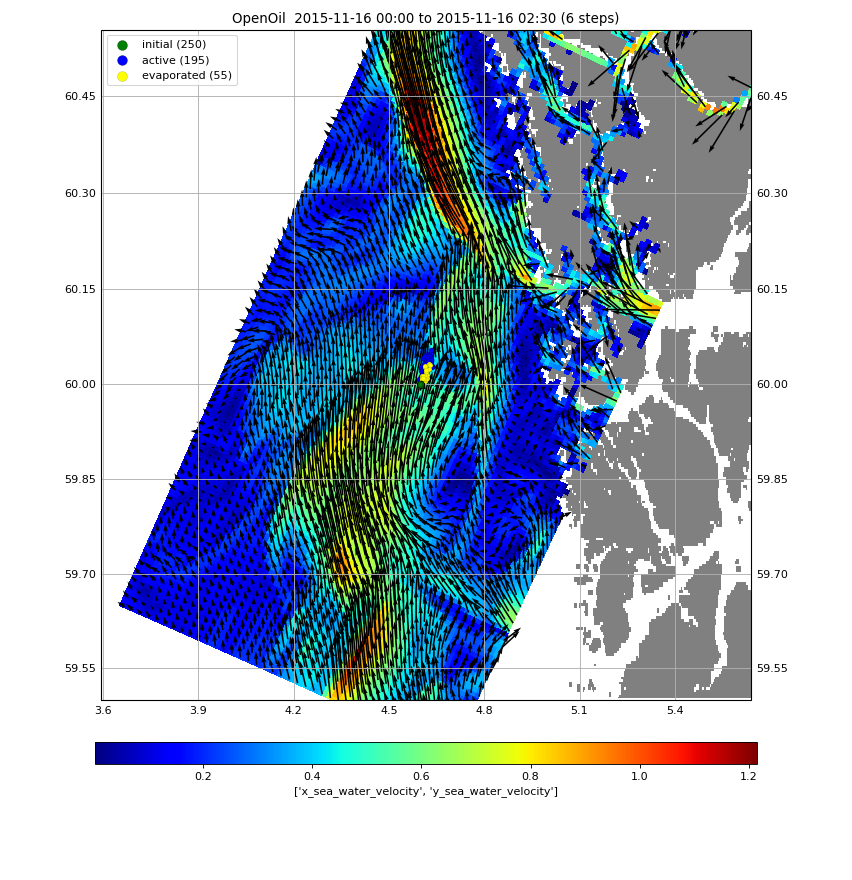 OpenOil  2015-11-16 00:00 to 2015-11-16 02:30 (6 steps)
initial (250)
active (195)
evaporated (55)
60.45 60.45
60.30 60.30
60.15 60.15
60.00 60.00
59.85 59.85
59.70 59.70
59.55 59.55
3.6 3.9 4.2 4.5 4.8 5.1 5.4
0.2 0.4 0.6 0.8 1.0 1.2
['x_sea_water_velocity', 'y_sea_water_velocity']